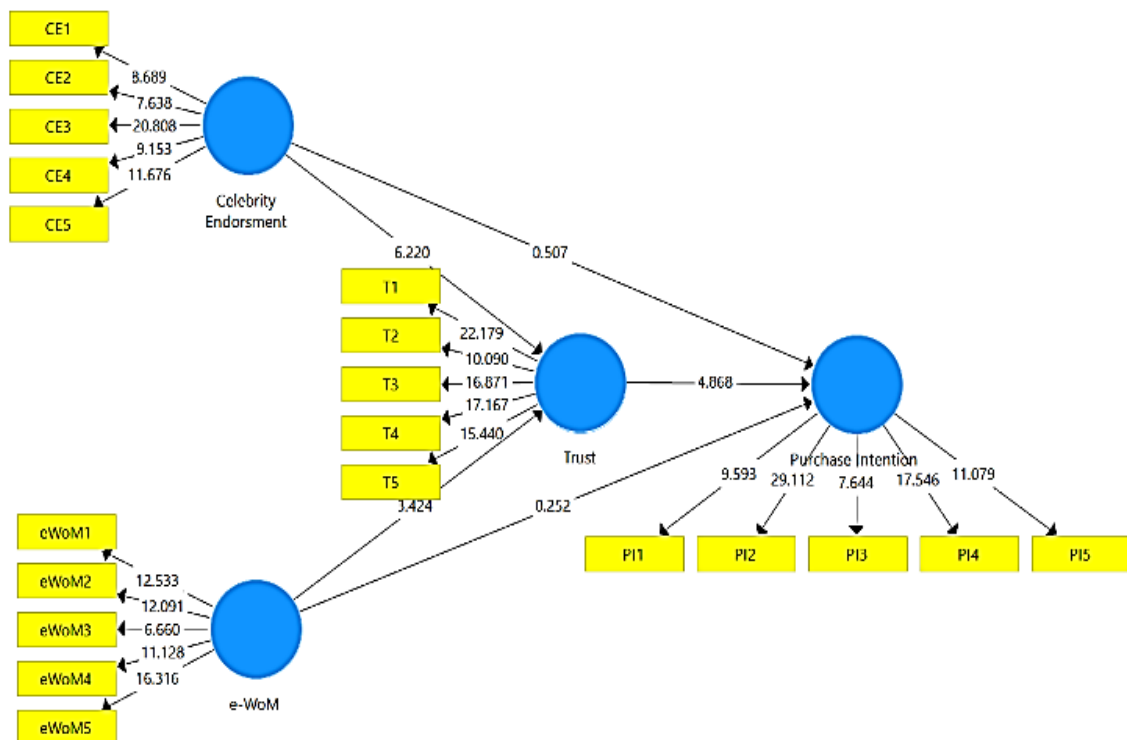 CE1
8.689
CE2
7.638
CE3
20.808
9.153
CE4
11.676
CE5
Celebrity
Endorsment
6.220
0.507
T1
22.179
T2
10.090
T3
16.871
17.167
T4
15.440
T5
3.424
Trust
4.868
Purchase Intention
9.593
29.112
7.644
17.546
11.079
PI1
PI2
PI3
PI4
PI5
0.252
eWoM1
12.533
eWoM2
12.091
eWoM3
6.660
11.128
eWoM4
16.316
eWoM5
e-WoM